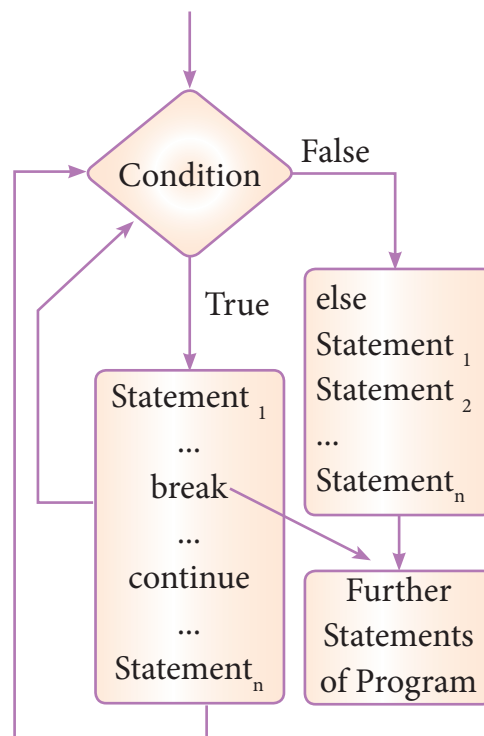 Condition
False
True
else
Statement 1
Statement 2
...
Statementn
Statement 1
...
break
...
continue
...
Statementn
Further
Statements
of Program